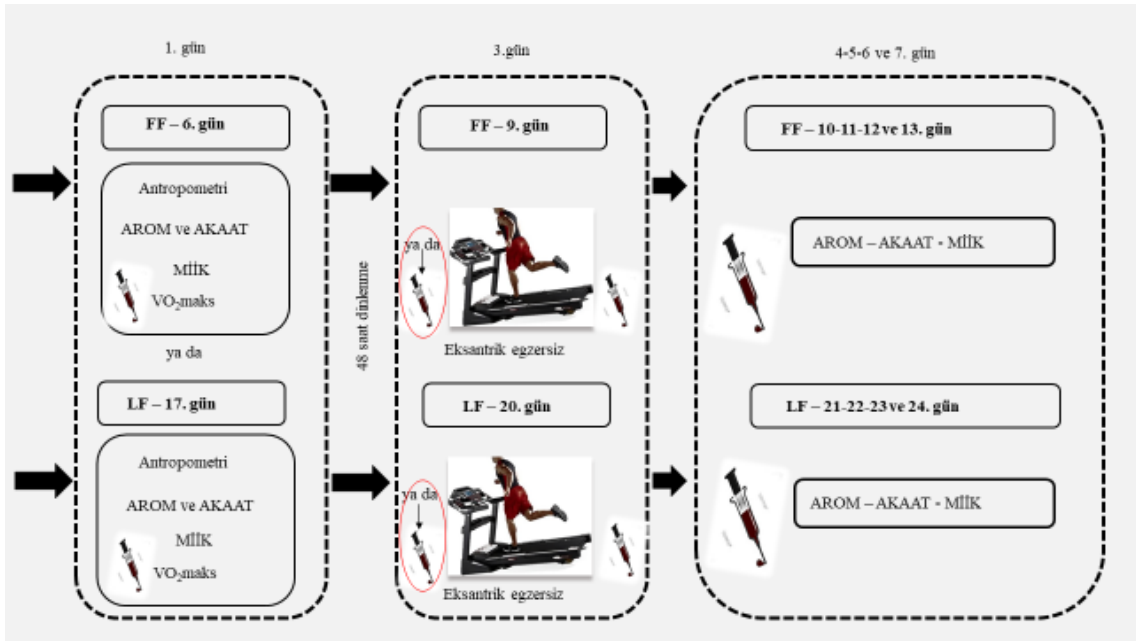 1. gün
FF – 6. gün
Antropometri
AROM ve AKAAT
MİİK
VO₂maks
ya da
LF – 17. gün
Antropometri
AROM ve AKAAT
MİİK
VO₂maks
48 saat dinlenme
3.gün
FF – 9. gün
ya da
Eksantrik egzersiz
LF – 20. gün
ya da
Eksantrik egzersiz
4-5-6 ve 7. gün
FF – 10-11-12 ve 13. gün
AROM – AKAAT - MİİK
LF – 21-22-23 ve 24. gün
AROM – AKAAT - MİİK